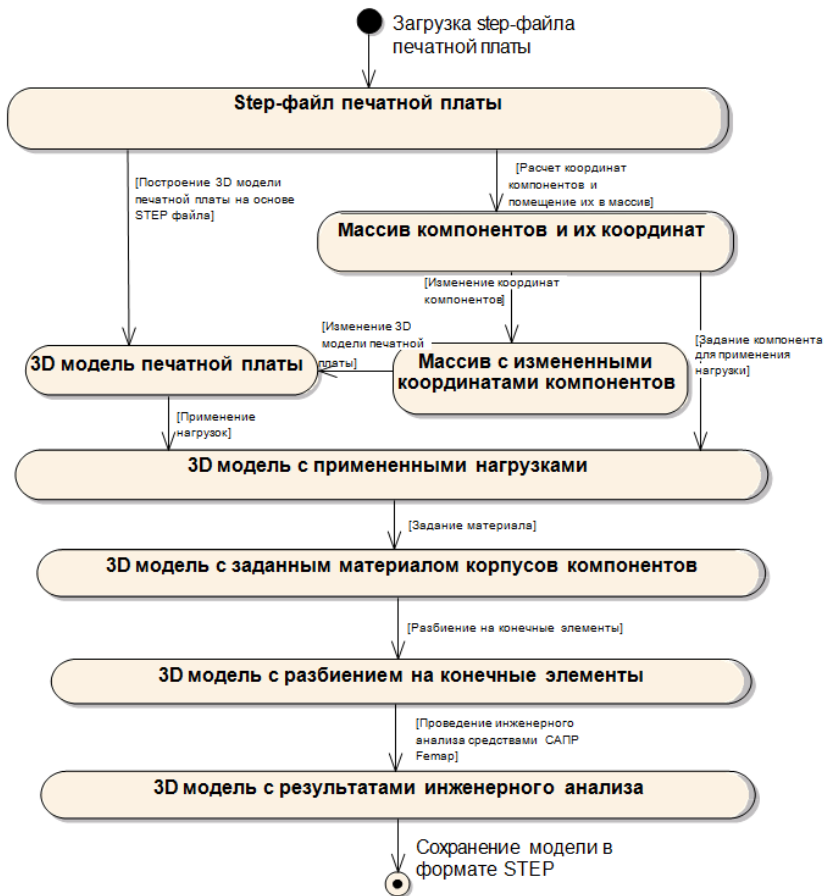 Загрузка step-файла
печатной платы
Step-файл печатной платы
[Построение 3D модели
печатной платы на основе
STEP файла]
[Расчет координат
компонентов и
помещение их в массив]
Массив компонентов и их координат
[Изменение координат
компонентов]
[Изменение 3D
модели печатной
платы]
[Задание компонента
для применения
нагрузки]
3D модель печатной платы
Массив с измененными
координатами компонентов
[Применение
нагрузок]
3D модель с примененными нагрузками
[Задание материала]
3D модель с заданным материалом корпусов компонентов
[Разбиение на конечные элементы]
3D модель с разбиением на конечные элементы
[Проведение инженерного
анализа средствами САПР
Femap]
3D модель с результатами инженерного анализа
Сохранение модели в
формате STEP